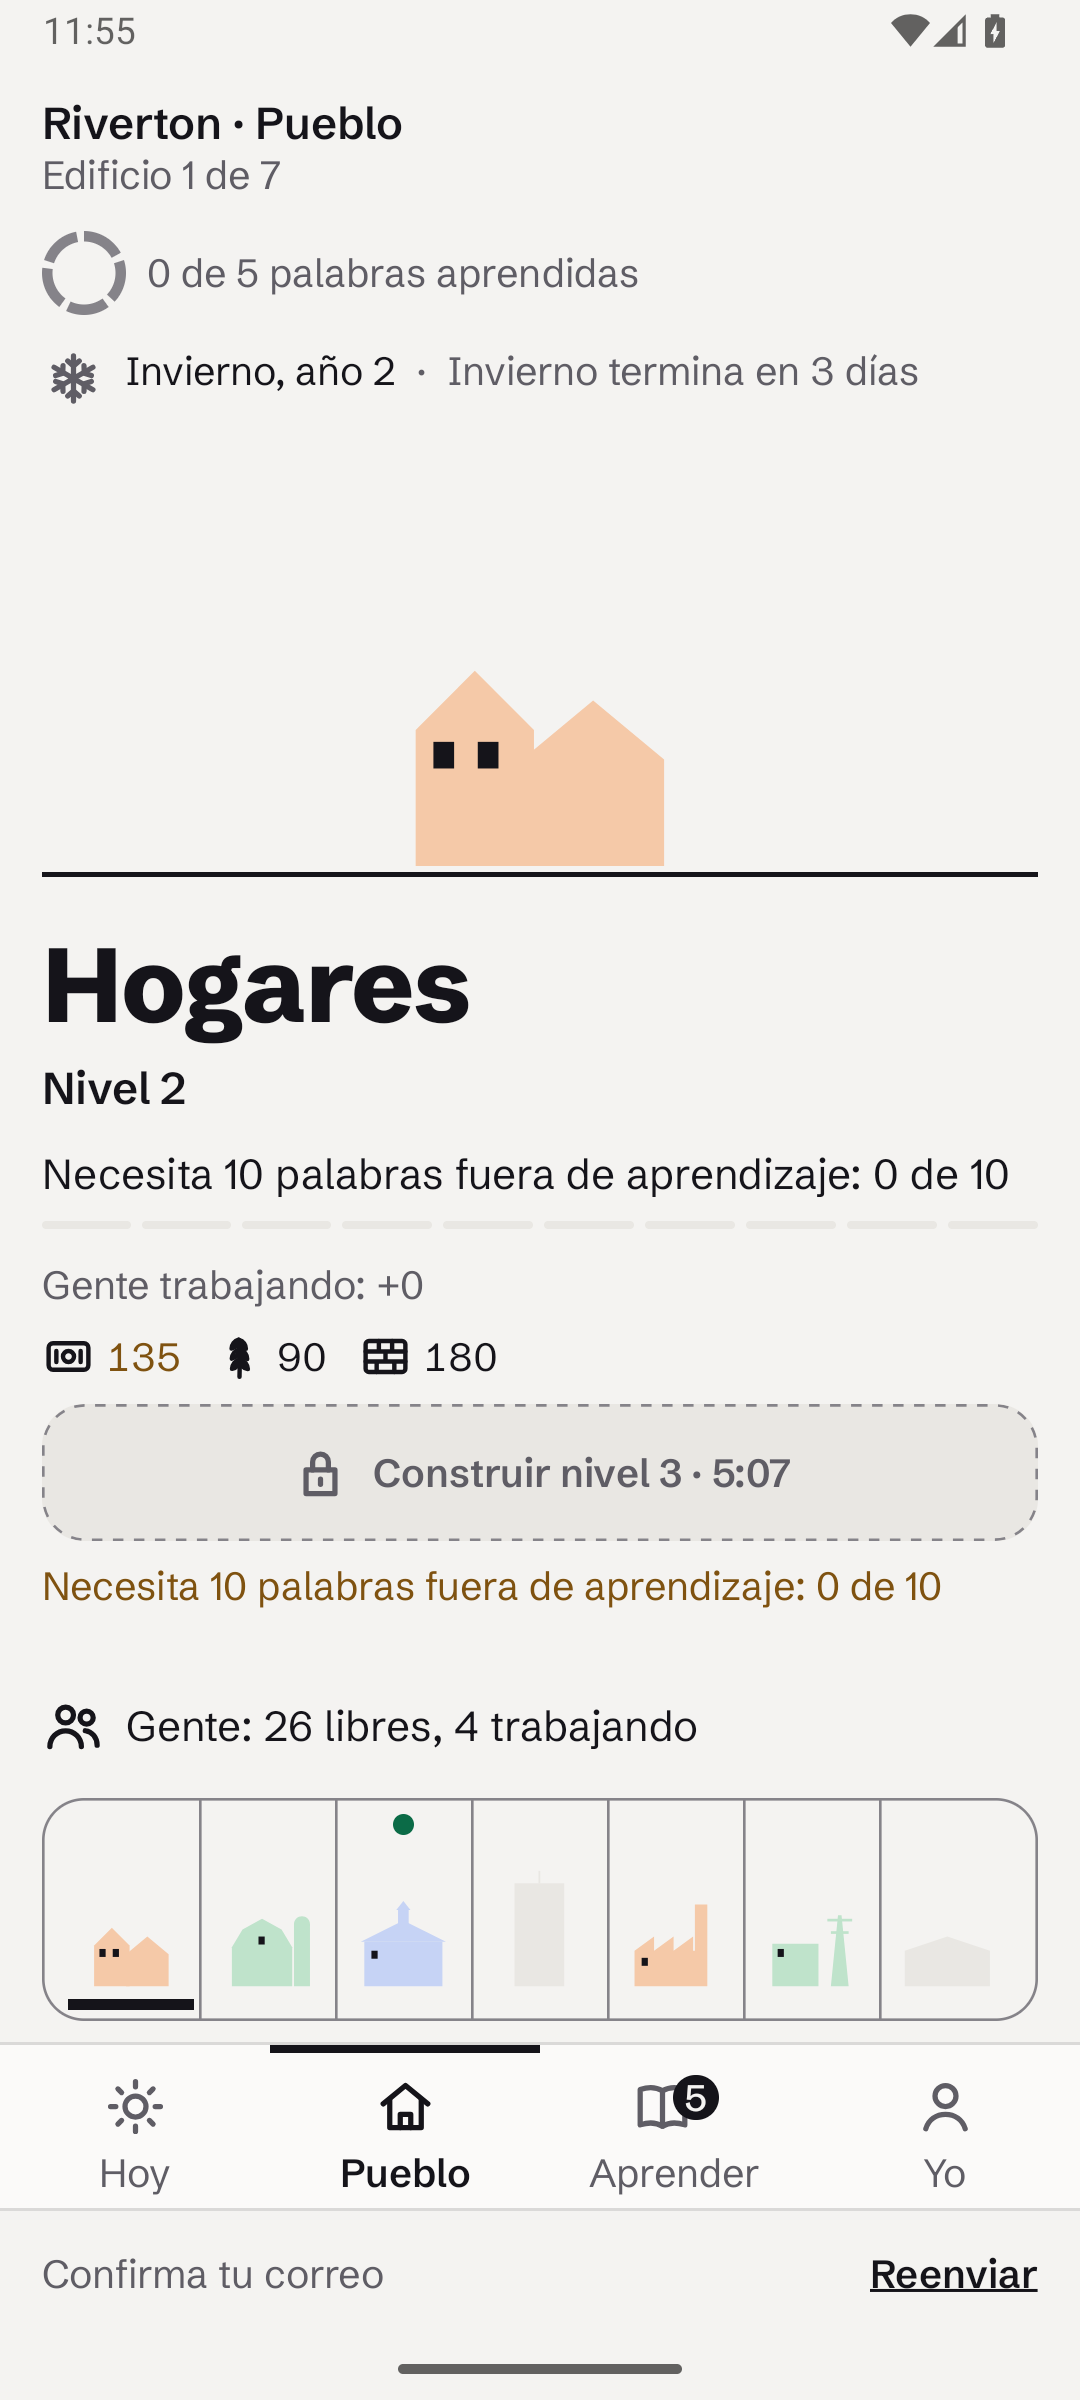 11:55
Riverton · Pueblo
Edificio 1 de 7
0 de 5 palabras aprendidas
Invierno, año 2 · Invierno termina en 3 días
Hogares
Nivel 2
Necesita 10 palabras fuera de aprendizaje: 0 de 10
Gente trabajando: +0
135 90 180
Construir nivel 3 · 5:07
Necesita 10 palabras fuera de aprendizaje: 0 de 10
Gente: 26 libres, 4 trabajando
5
Hoy Pueblo Aprender Yo
Confirma tu correo Reenviar